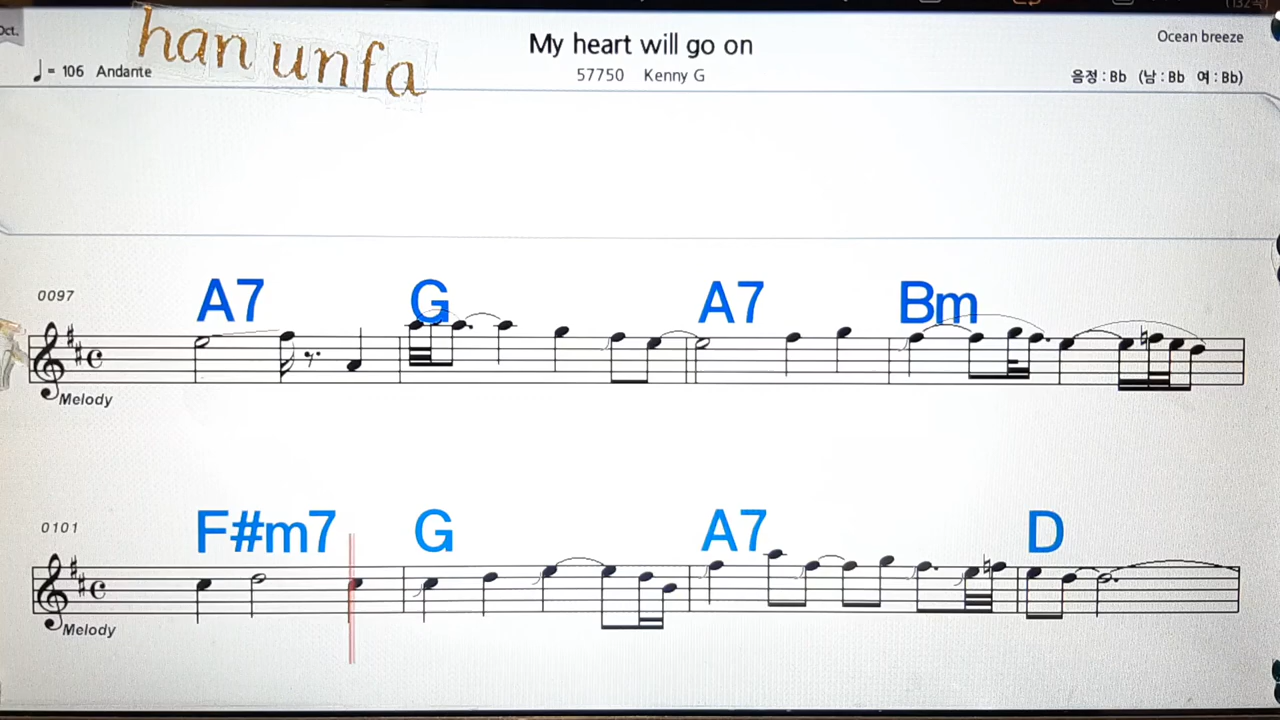 Oct.
han unfa
My heart will go on
Ocean breeze
♩= 106 Andante
57750 Kenny G
음정 : Bb (남 : Bb 여 : Bb)
A7 G A7 Bm
0097
Melody
F#m7 G A7 D
0101
Melody